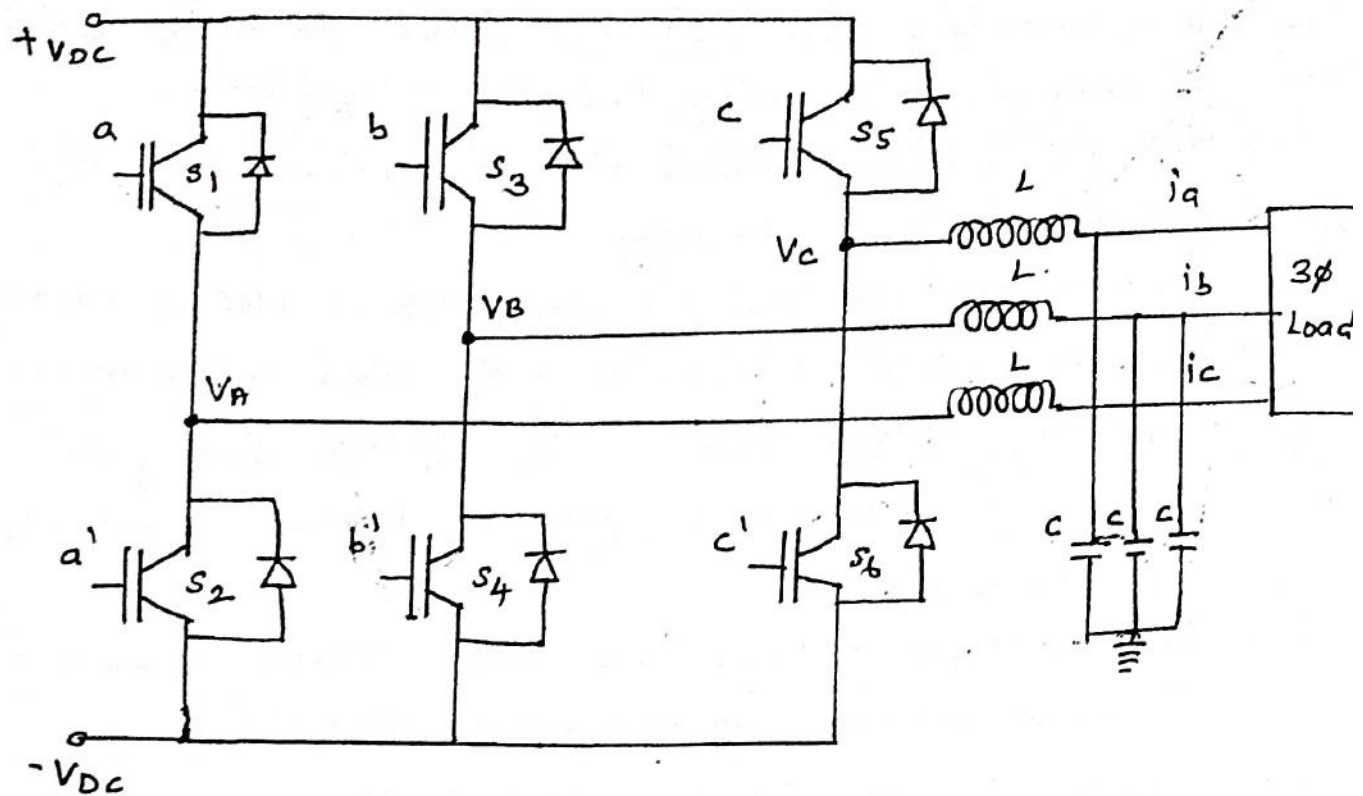 + VDC
a
S1
b
S3
c
S5
L
ia
VC
L
ib
3φ
Load
VB
L
ic
VA
a'
S2
b'
S4
c'
S6
C
C
C
- VDC